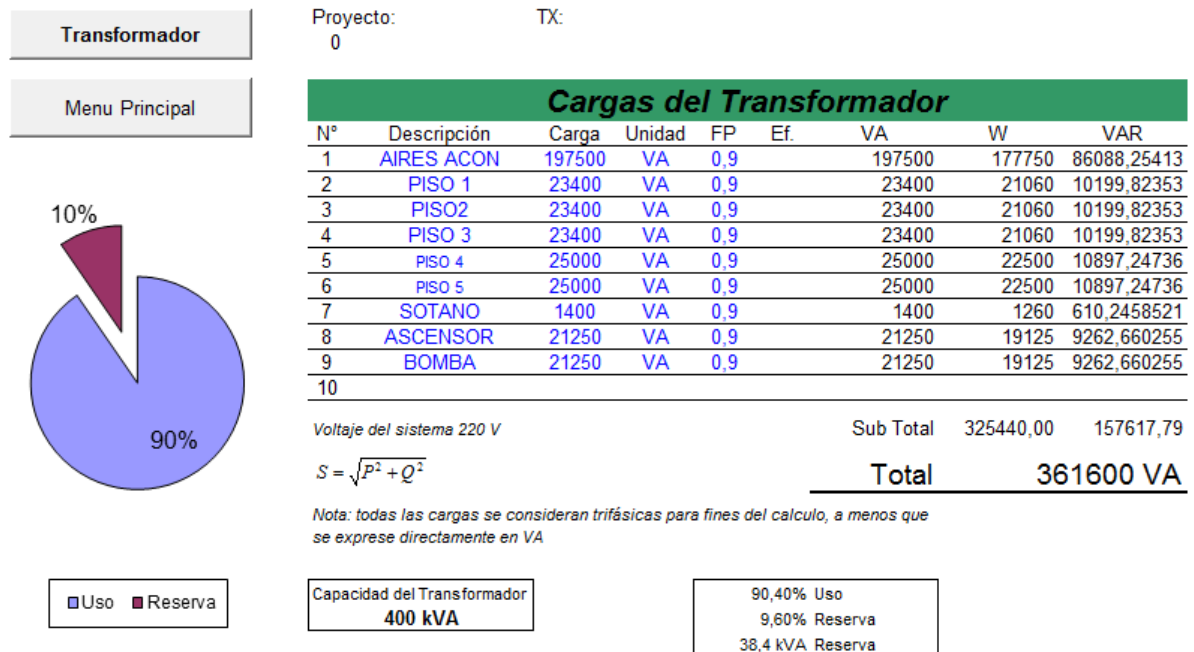 Transformador
Menu Principal
Proyecto: TX:
0
Cargas del Transformador
N° Descripción Carga Unidad FP Ef. VA W VAR
1 AIRES ACON 197500 VA 0,9 197500 177750 86088,25413
2 PISO 1 23400 VA 0,9 23400 21060 10199,82353
3 PISO2 23400 VA 0,9 23400 21060 10199,82353
4 PISO 3 23400 VA 0,9 23400 21060 10199,82353
5 PISO 4 25000 VA 0,9 25000 22500 10897,24736
6 PISO 5 25000 VA 0,9 25000 22500 10897,24736
7 SOTANO 1400 VA 0,9 1400 1260 610,2458521
8 ASCENSOR 21250 VA 0,9 21250 19125 9262,660255
9 BOMBA 21250 VA 0,9 21250 19125 9262,660255
10
10%
90%
Voltaje del sistema 220 V Sub Total 325440,00 157617,79
S = √P² + Q² Total 361600 VA
Nota: todas las cargas se consideran trifásicas para fines del calculo, a menos que
se exprese directamente en VA
Uso Reserva
Capacidad del Transformador
400 kVA
90,40% Uso
9,60% Reserva
38,4 kVA Reserva